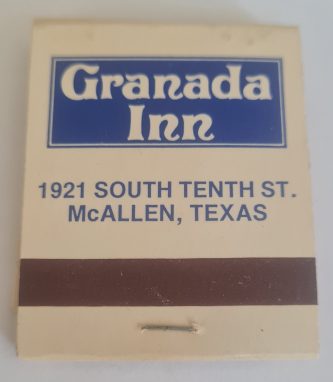 Granada
Inn
1921 SOUTH TENTH ST.
McALLEN, TEXAS